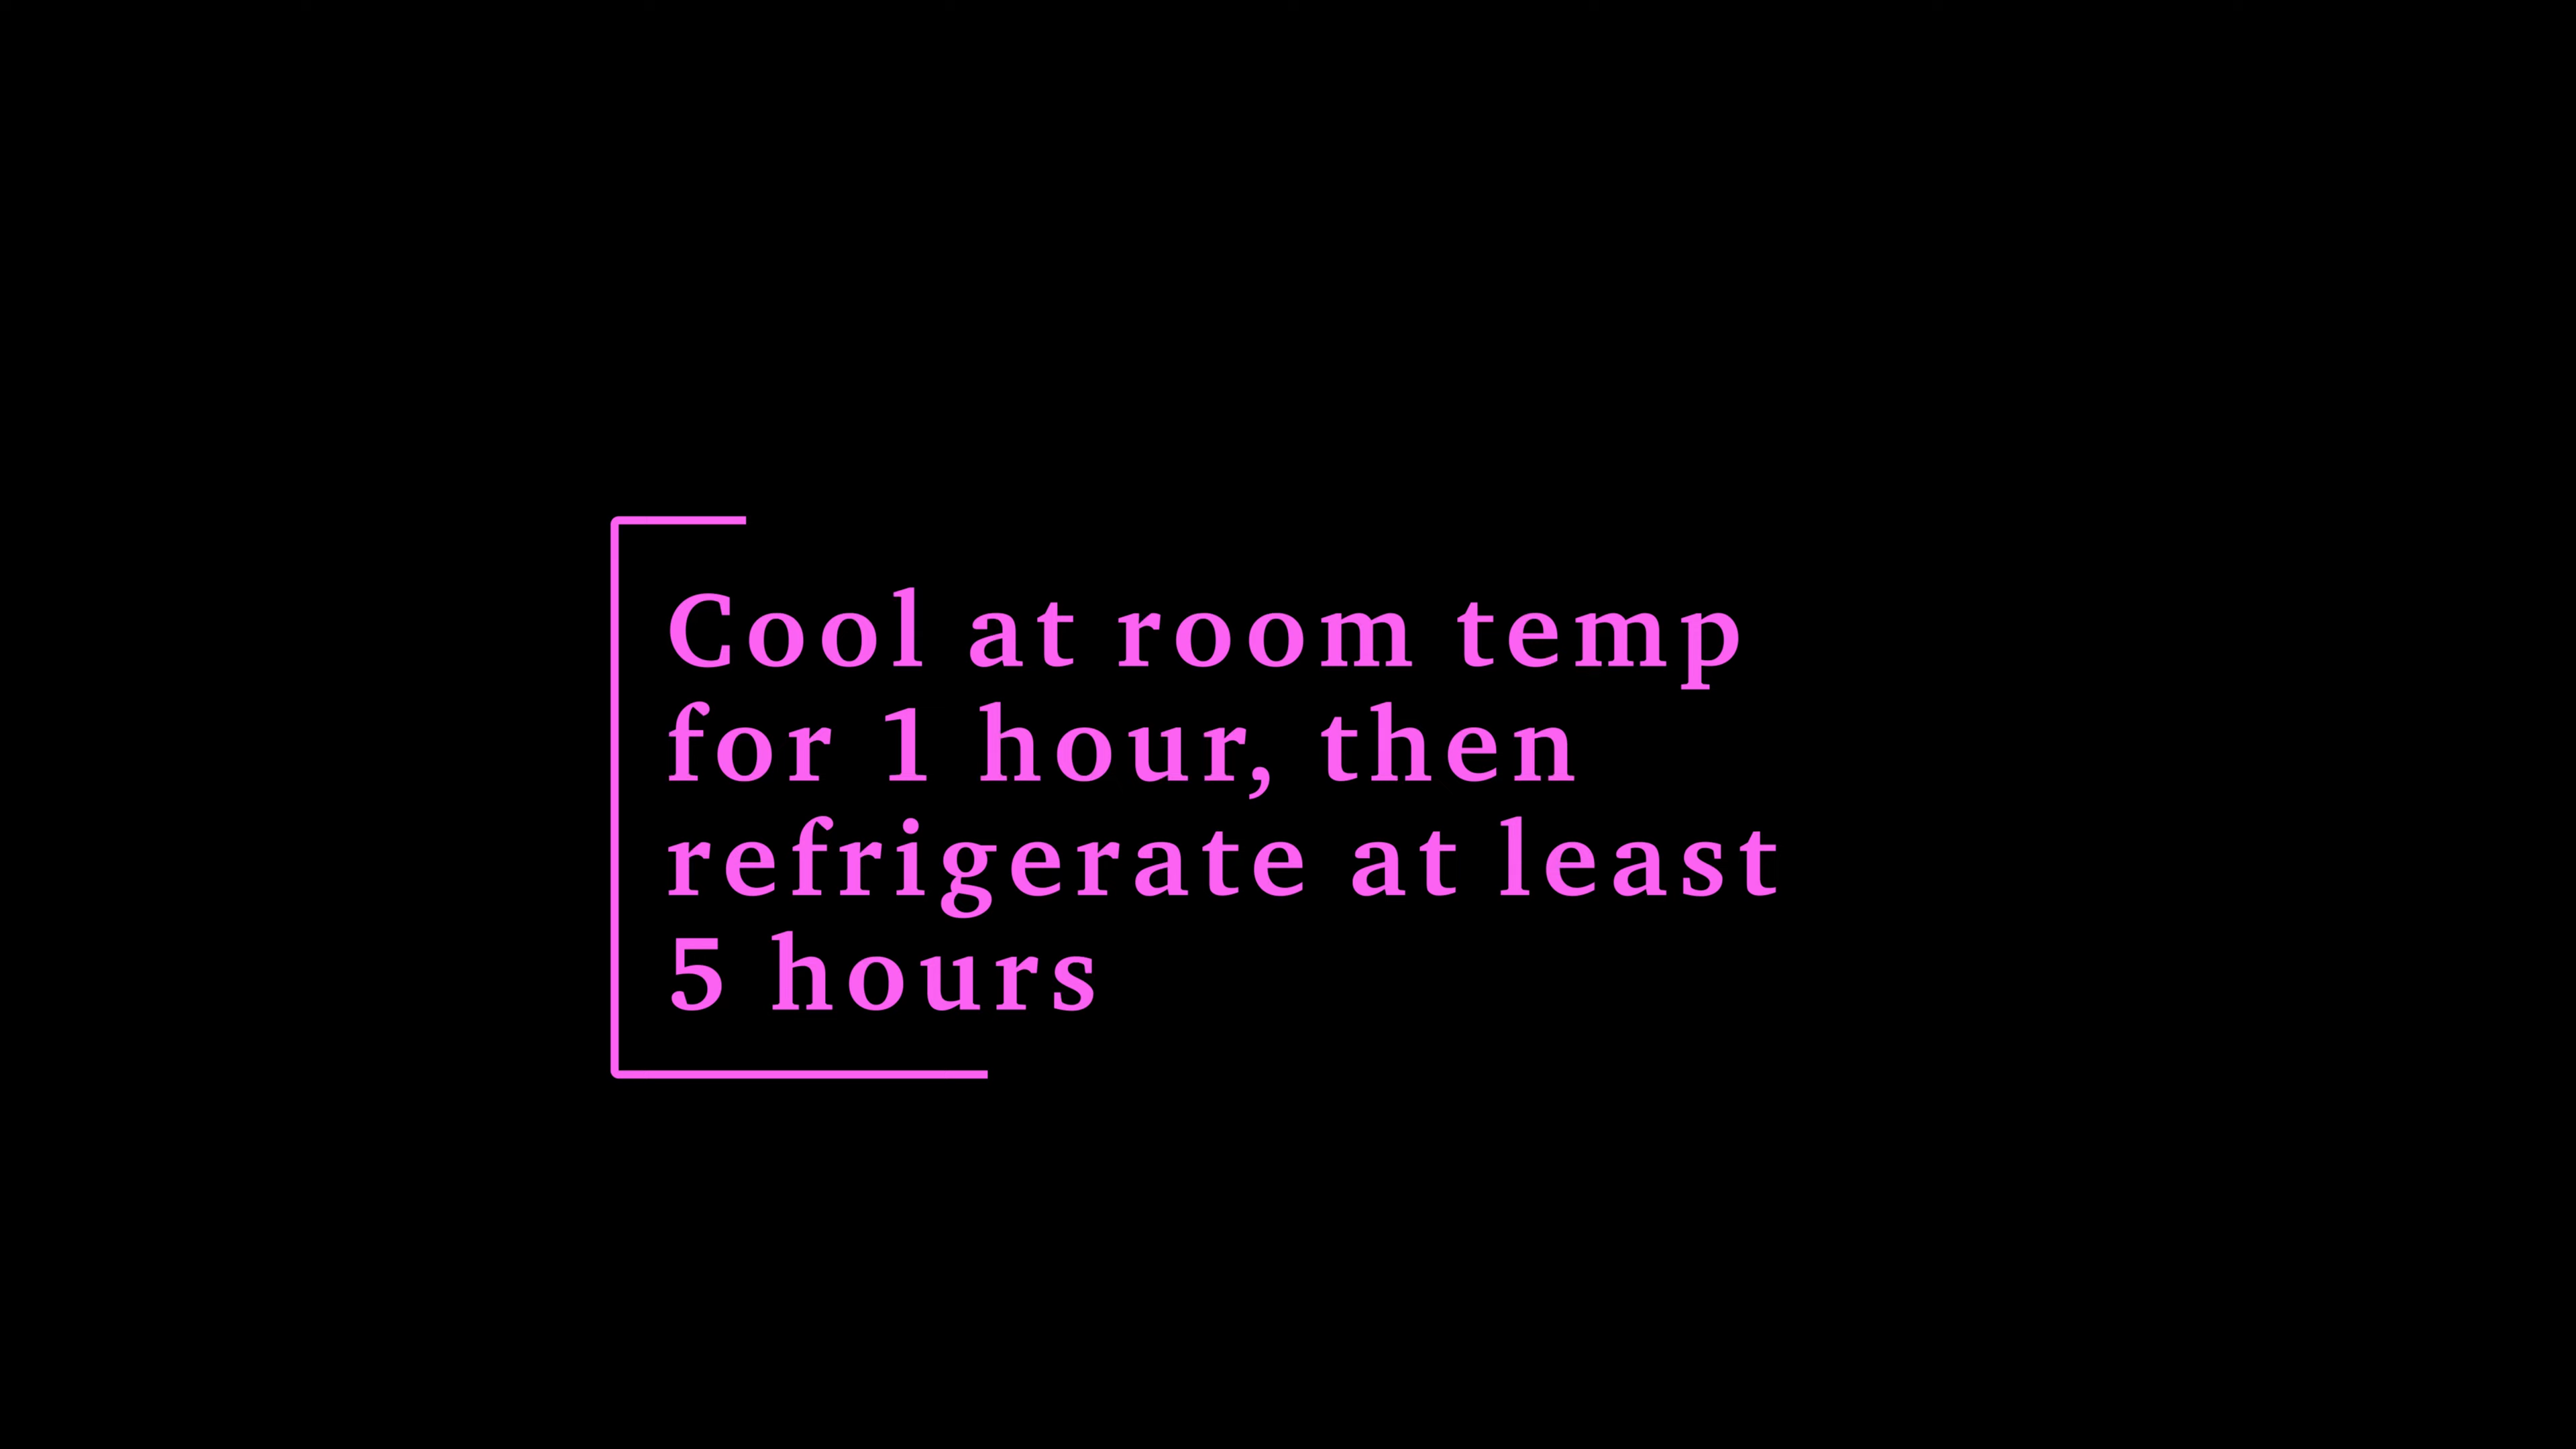 Cool at room temp
for 1 hour, then
refrigerate at least
5 hours